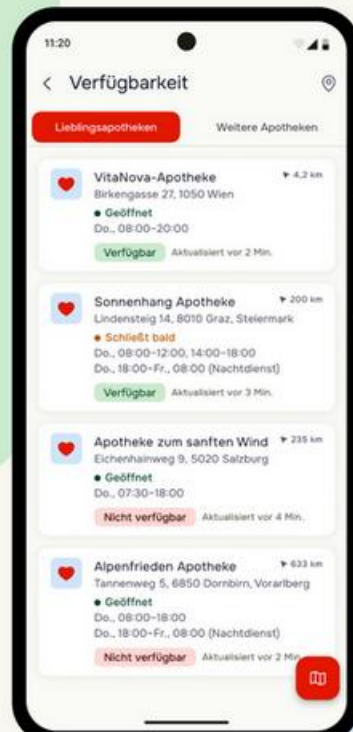 11:20
Verfügbarkeit
Lieblingsapotheken Weitere Apotheken
VitaNova-Apotheke 4,2 km
Birkengasse 27, 1050 Wien
Geöffnet
Do., 08:00–20:00
Verfügbar Aktualisiert vor 2 Min.
Sonnenhang Apotheke 200 km
Lindensteig 14, 8010 Graz, Steiermark
Schließt bald
Do., 08:00–12:00, 14:00–18:00
Do., 18:00–Fr., 08:00 (Nachtdienst)
Verfügbar Aktualisiert vor 3 Min.
Apotheke zum sanften Wind 235 km
Eichenhainweg 9, 5020 Salzburg
Geöffnet
Do., 07:30–18:00
Nicht verfügbar Aktualisiert vor 4 Min.
Alpenfrieden Apotheke 633 km
Tannenweg 5, 6850 Dornbirn, Vorarlberg
Geöffnet
Do., 08:00–18:00
Do., 18:00–Fr., 08:00 (Nachtdienst)
Nicht verfügbar Aktualisiert vor 2 Min.